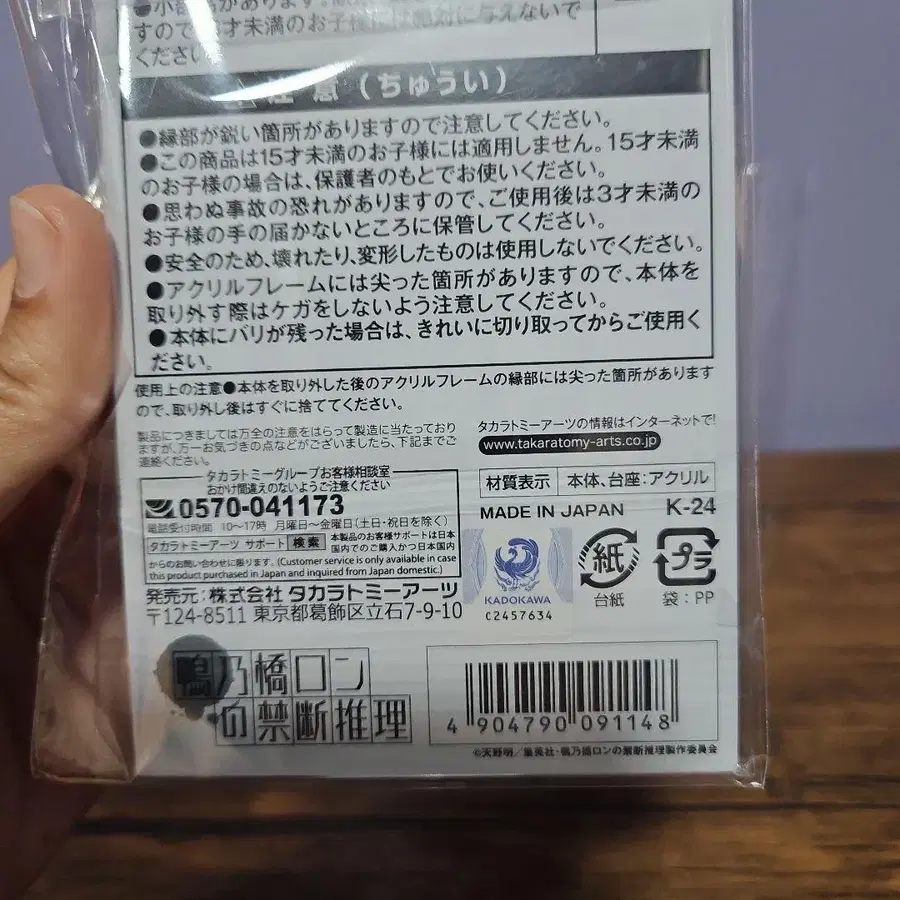 ●小部品があります。
すので
才未満のお子様には絶対に与えないで
くださ
注意（ちゅうい）
●縁部が鋭い箇所がありますので注意してください。
●この商品は15才未満のお子様には適用しません。15才未満
のお子様の場合は、保護者のもとでお使いください。
●思わぬ事故の恐れがありますので、ご使用後は3才未満の
お子様の手の届かないところに保管してください。
●安全のため、壊れたり、変形したものは使用しないでください。
●アクリルフレームには尖った箇所がありますので、本体を
取り外す際はケガをしないよう注意してください。
●本体にバリが残った場合は、きれいに切り取ってからご使用く
ださい。
使用上の注意●本体を取り外した後のアクリルフレームの縁部には尖った箇所があります
ので、取り外し後はすぐに捨ててください。
製品につきましては万全の注意をはらって製造に当たっており
ますが、万一お気づきの点などがございましたら、下記までご
連絡ください。
タカラトミーアーツの情報はインターネットで!
www.takaratomy-arts.co.jp
タカラトミーグループお客様相談室
おかけ間違えのないようご注意ください
0570-041173
電話受付時間 10〜17時 月曜日〜金曜日(土日・祝日を除く)
タカラトミーアーツ サポート 検索
本製品のお客様サポートは日本
国内でのご購入かつ日本国内
からのお問い合わせに限ります。(Customer service is only available in case
this product purchased in Japan and inquired from Japan domestic.)
発売元：株式会社 タカラトミーアーツ
〒124-8511 東京都葛飾区立石7-9-10
材質表示 本体、台座：アクリル
MADE IN JAPAN K-24
KADOKAWA
C2457634
紙
台紙
プラ
袋：PP
鴨乃橋ロン
の禁断推理
4 904790 091148
©天野明／集英社・鴨乃橋ロンの禁断推理製作委員会